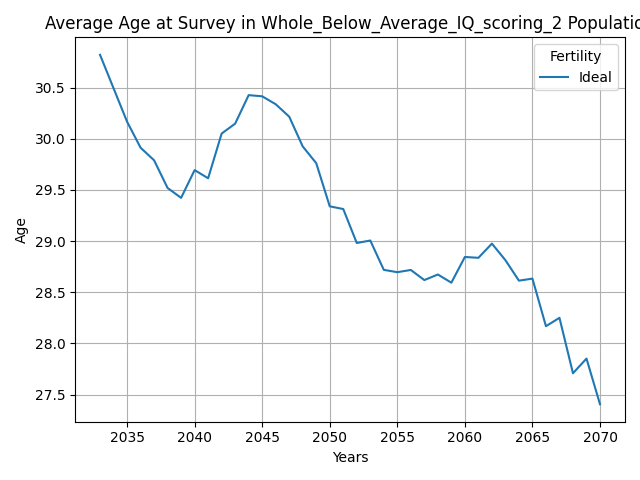 Average Age at Survey in Whole_Below_Average_IQ_scoring_2 Populatio
Fertility
Ideal
30.5
30.0
29.5
29.0
28.5
28.0
27.5
Age
2035 2040 2045 2050 2055 2060 2065 2070
Years